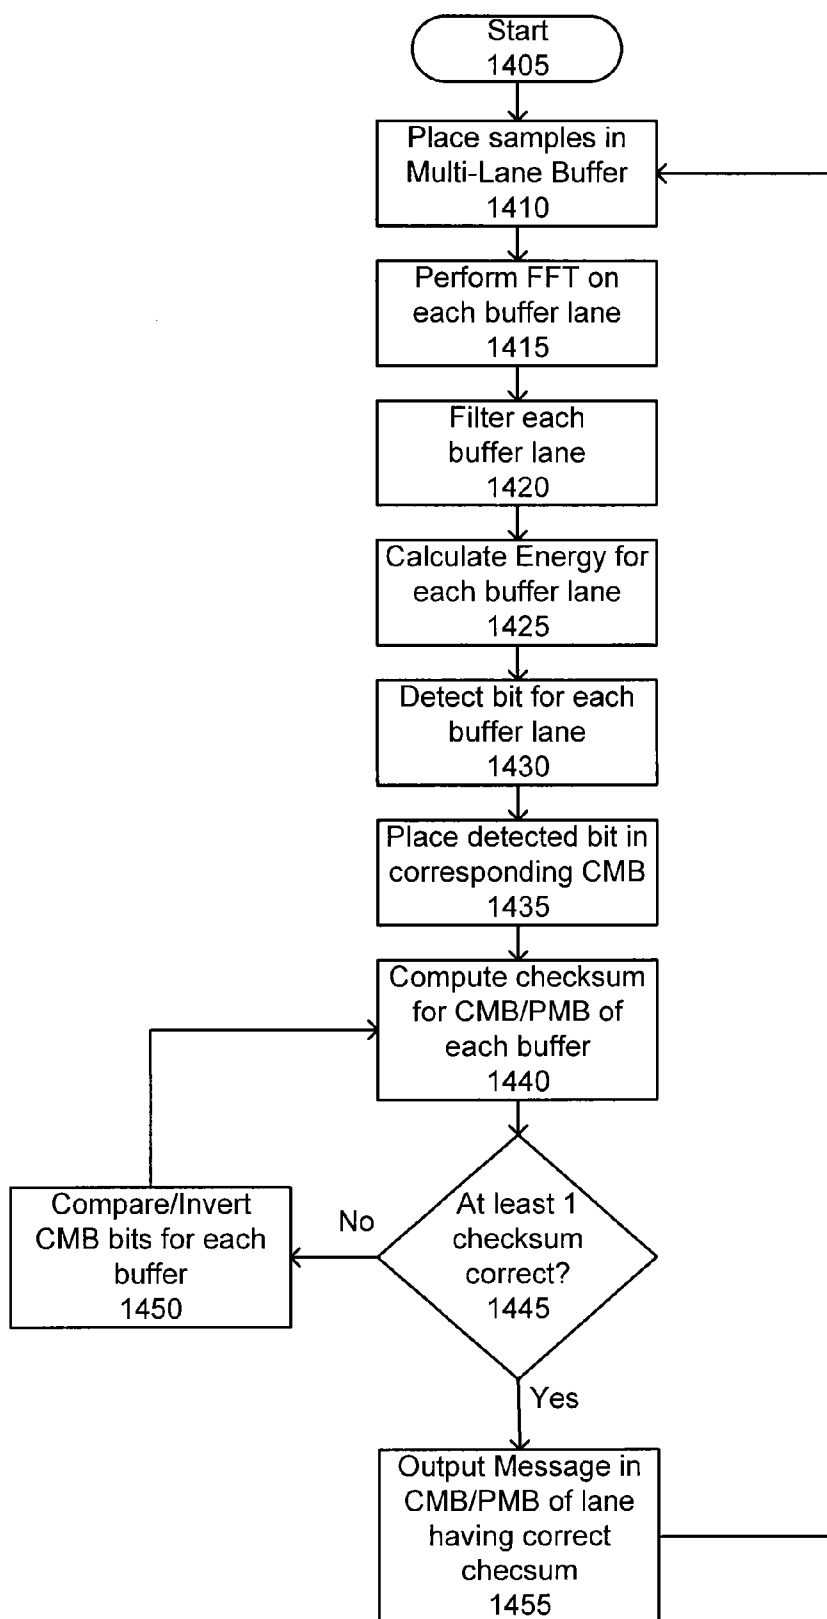 Start
1405
Place samples in
Multi-Lane Buffer
1410
Perform FFT on
each buffer lane
1415
Filter each
buffer lane
1420
Calculate Energy for
each buffer lane
1425
Detect bit for each
buffer lane
1430
Place detected bit in
corresponding CMB
1435
Compute checksum
for CMB/PMB of
each buffer
1440
At least 1
checksum
correct?
1445
No
Compare/Invert
CMB bits for each
buffer
1450
Yes
Output Message in
CMB/PMB of lane
having correct
checsum
1455